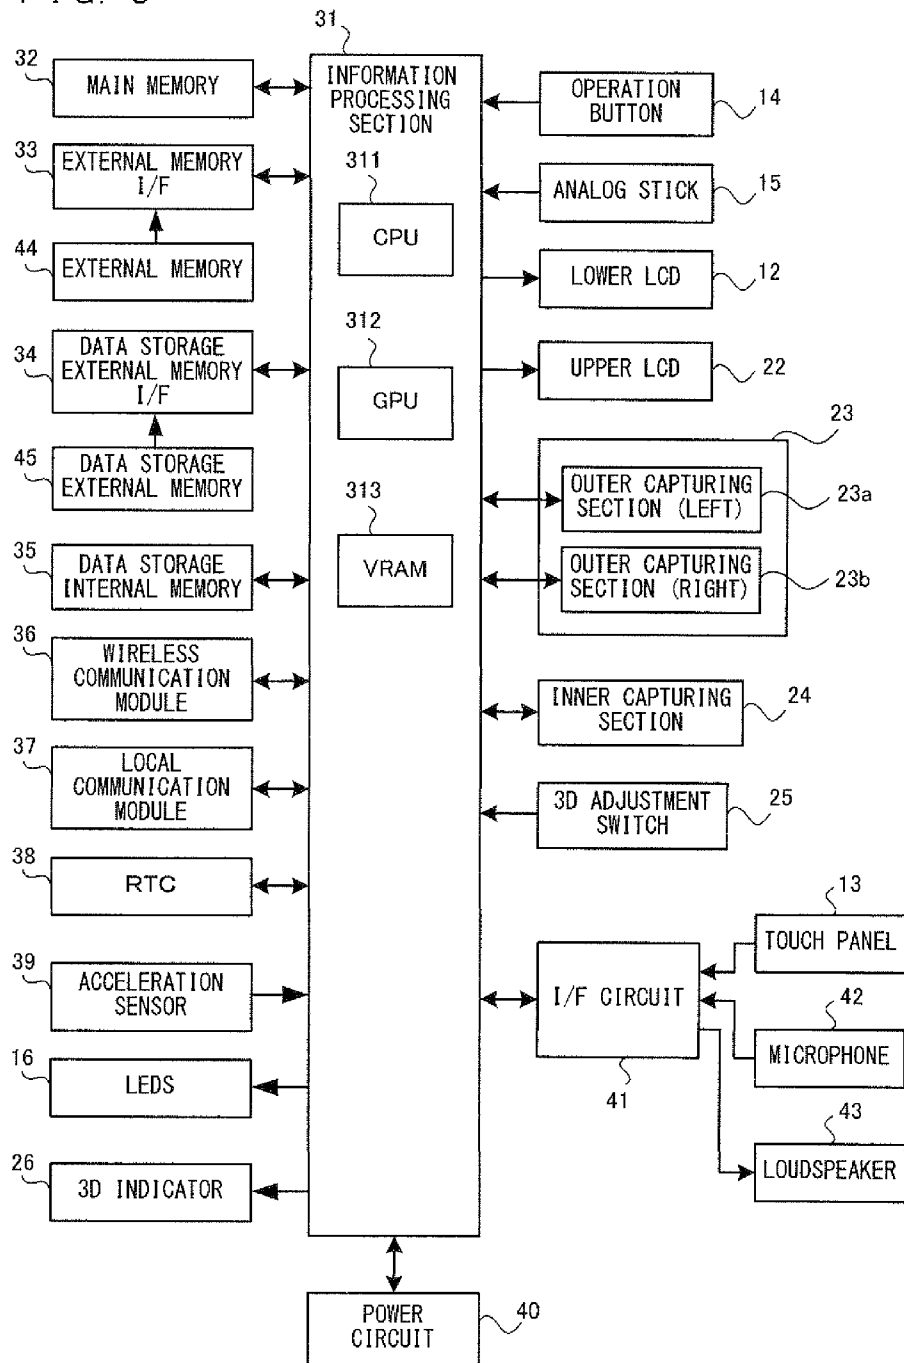 31
INFORMATION
PROCESSING
SECTION
311
CPU
312
GPU
313
VRAM
32
MAIN MEMORY
33
EXTERNAL MEMORY
I/F
44
EXTERNAL MEMORY
34
DATA STORAGE
EXTERNAL MEMORY
I/F
45
DATA STORAGE
EXTERNAL MEMORY
35
DATA STORAGE
INTERNAL MEMORY
36
WIRELESS
COMMUNICATION
MODULE
37
LOCAL
COMMUNICATION
MODULE
38
RTC
39
ACCELERATION
SENSOR
16
LEDS
26
3D INDICATOR
OPERATION
BUTTON
14
ANALOG STICK
15
LOWER LCD
12
UPPER LCD
22
23
OUTER CAPTURING
SECTION (LEFT)
23a
OUTER CAPTURING
SECTION (RIGHT)
23b
INNER CAPTURING
SECTION
24
3D ADJUSTMENT
SWITCH
25
I/F CIRCUIT
41
13
TOUCH PANEL
42
MICROPHONE
43
LOUDSPEAKER
POWER
CIRCUIT
40